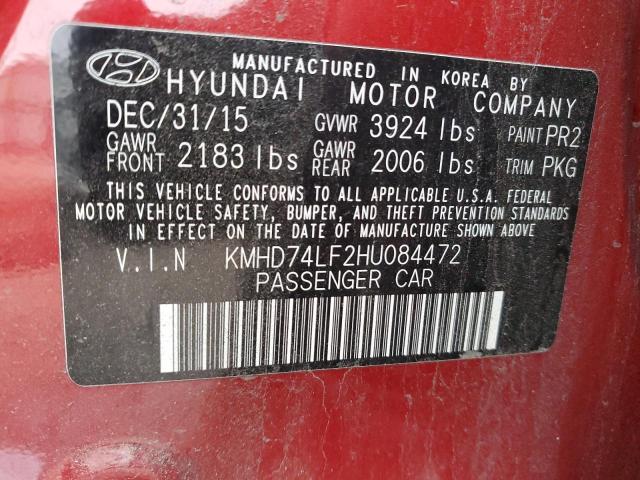 MANUFACTURED IN KOREA BY
HYUNDAI MOTOR COMPANY
DEC/31/15 GVWR 3924 lbs PAINT PR2
GAWR FRONT 2183 lbs GAWR REAR 2006 lbs TRIM PKG
THIS VEHICLE CONFORMS TO ALL APPLICABLE U.S.A. FEDERAL
MOTOR VEHICLE SAFETY, BUMPER, AND THEFT PREVENTION STANDARDS
IN EFFECT ON THE DATE OF MANUFACTURE SHOWN ABOVE.
V.I.N KMHD74LF2HU084472
PASSENGER CAR